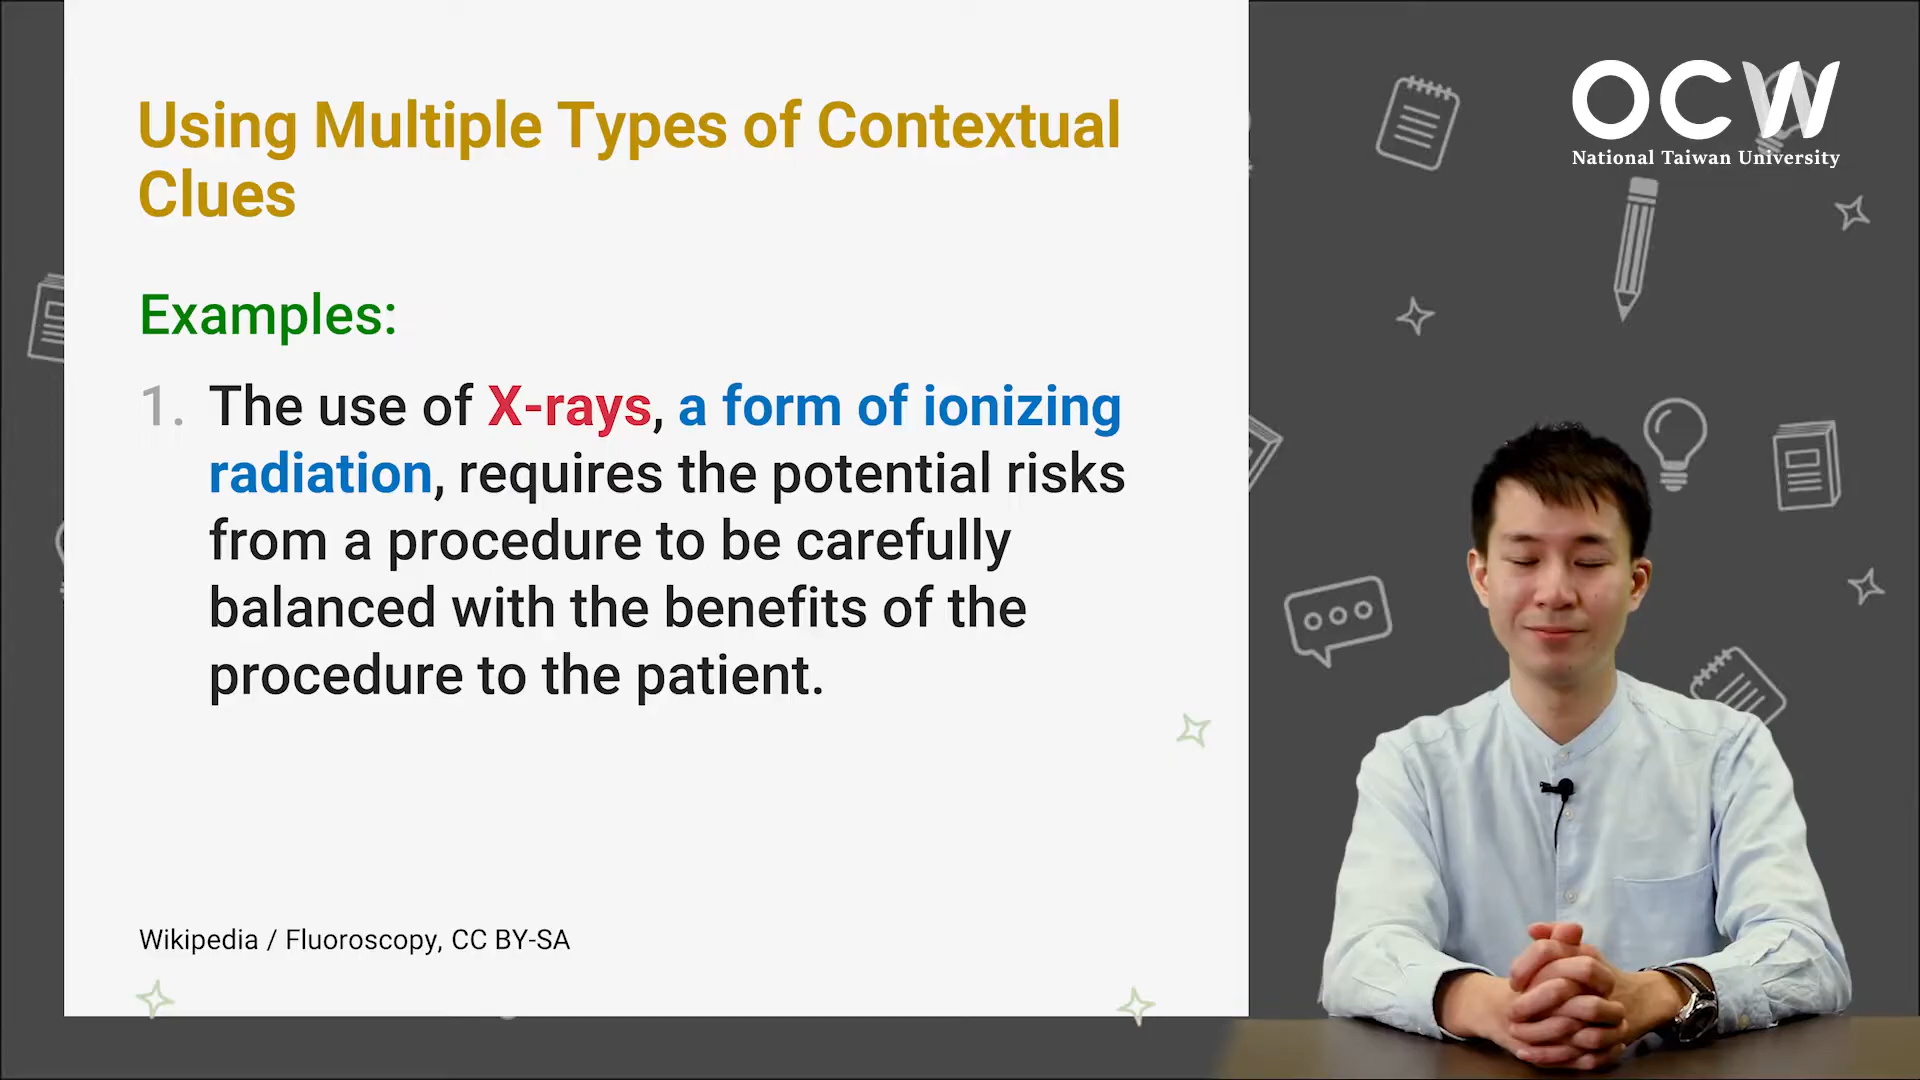 Using Multiple Types of Contextual
Clues
Examples:
1. The use of X-rays, a form of ionizing
radiation, requires the potential risks
from a procedure to be carefully
balanced with the benefits of the
procedure to the patient.
Wikipedia / Fluoroscopy, CC BY-SA
OCW
National Taiwan University